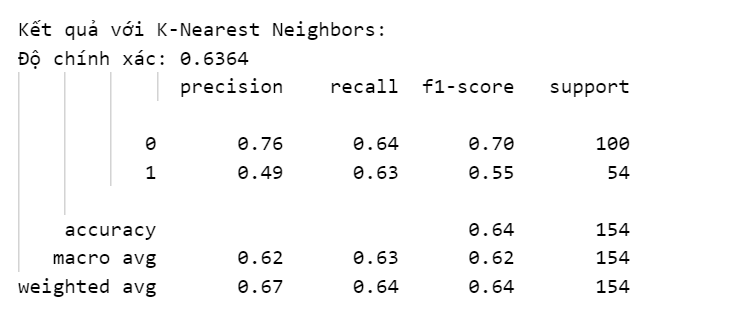 Kết quả với K-Nearest Neighbors:
Độ chính xác: 0.6364
precision recall f1-score support
0 0.76 0.64 0.70 100
1 0.49 0.63 0.55 54
accuracy 0.64 154
macro avg 0.62 0.63 0.62 154
weighted avg 0.67 0.64 0.64 154